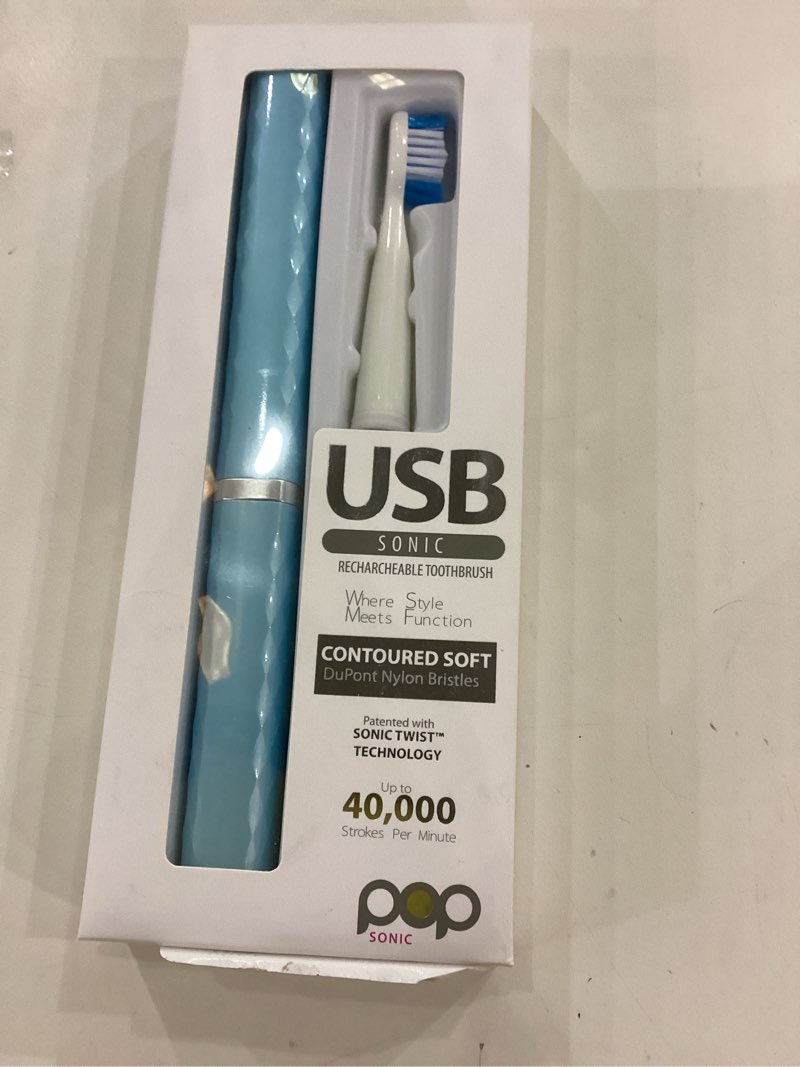 USB
SONIC
RECHARCHEABLE TOOTHBRUSH
Where Style
Meets Function
CONTOURED SOFT
DuPont Nylon Bristles
Patented with
SONIC TWIST™
TECHNOLOGY
Up to
40,000
Strokes Per Minute
pop
SONIC